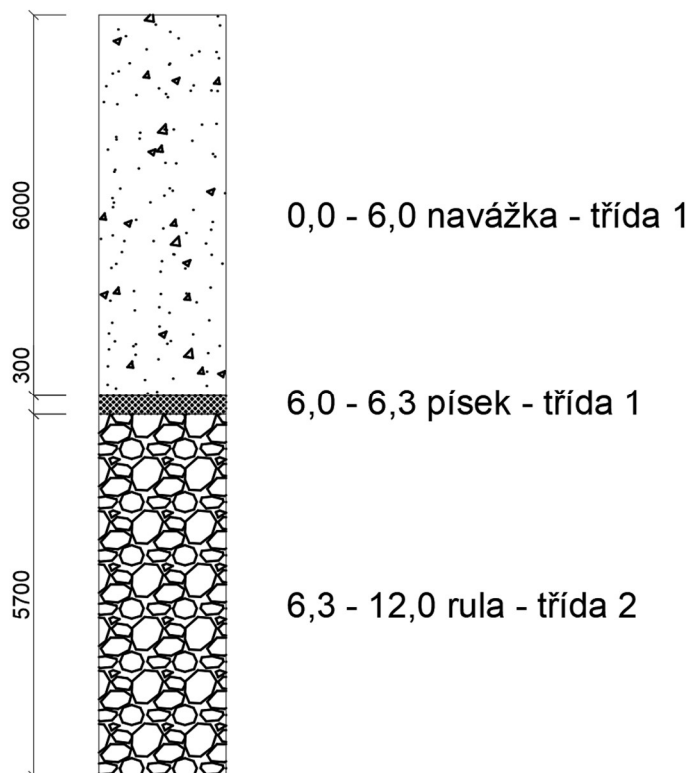 6000
0,0 - 6,0 navážka - třída 1
300
6,0 - 6,3 písek - třída 1
5700
6,3 - 12,0 rula - třída 2